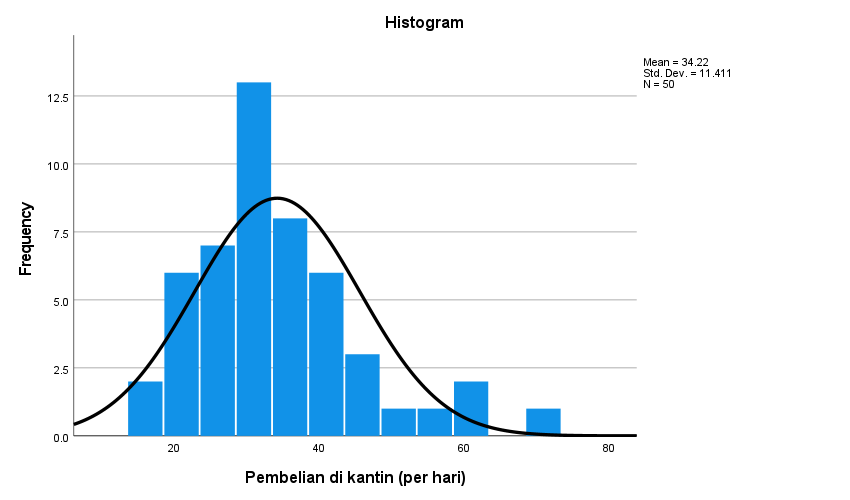 Histogram
Mean = 34.22
Std. Dev. = 11.411
N = 50
12.5
10.0
7.5
5.0
2.5
0.0
Frequency
20 40 60 80
Pembelian di kantin (per hari)